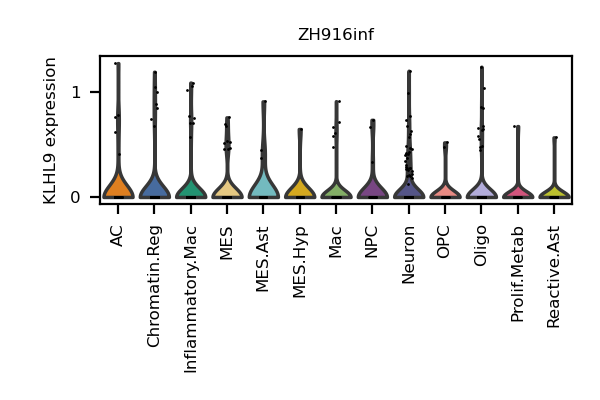 ZH916inf
KLHL9 expression
1
0
AC
Chromatin.Reg
Inflammatory.Mac
MES
MES.Ast
MES.Hyp
Mac
NPC
Neuron
OPC
Oligo
Prolif.Metab
Reactive.Ast